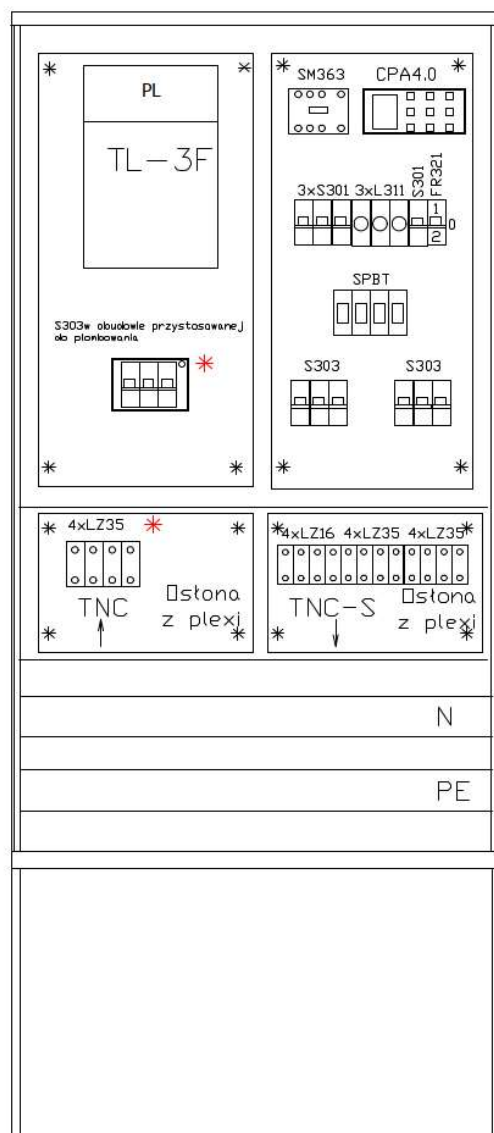 PL
TL-3F
S303w obudowie przystosowanej
do plombowania
SM363
CPA4.0
3xS301
3xL311
S301
FR321
1
0
2
SPBT
S303
S303
4xLZ35
TNC
Osłona
z plexi
4xLZ16
4xLZ35
4xLZ35
TNC-S
Osłona
z plexi
N
PE